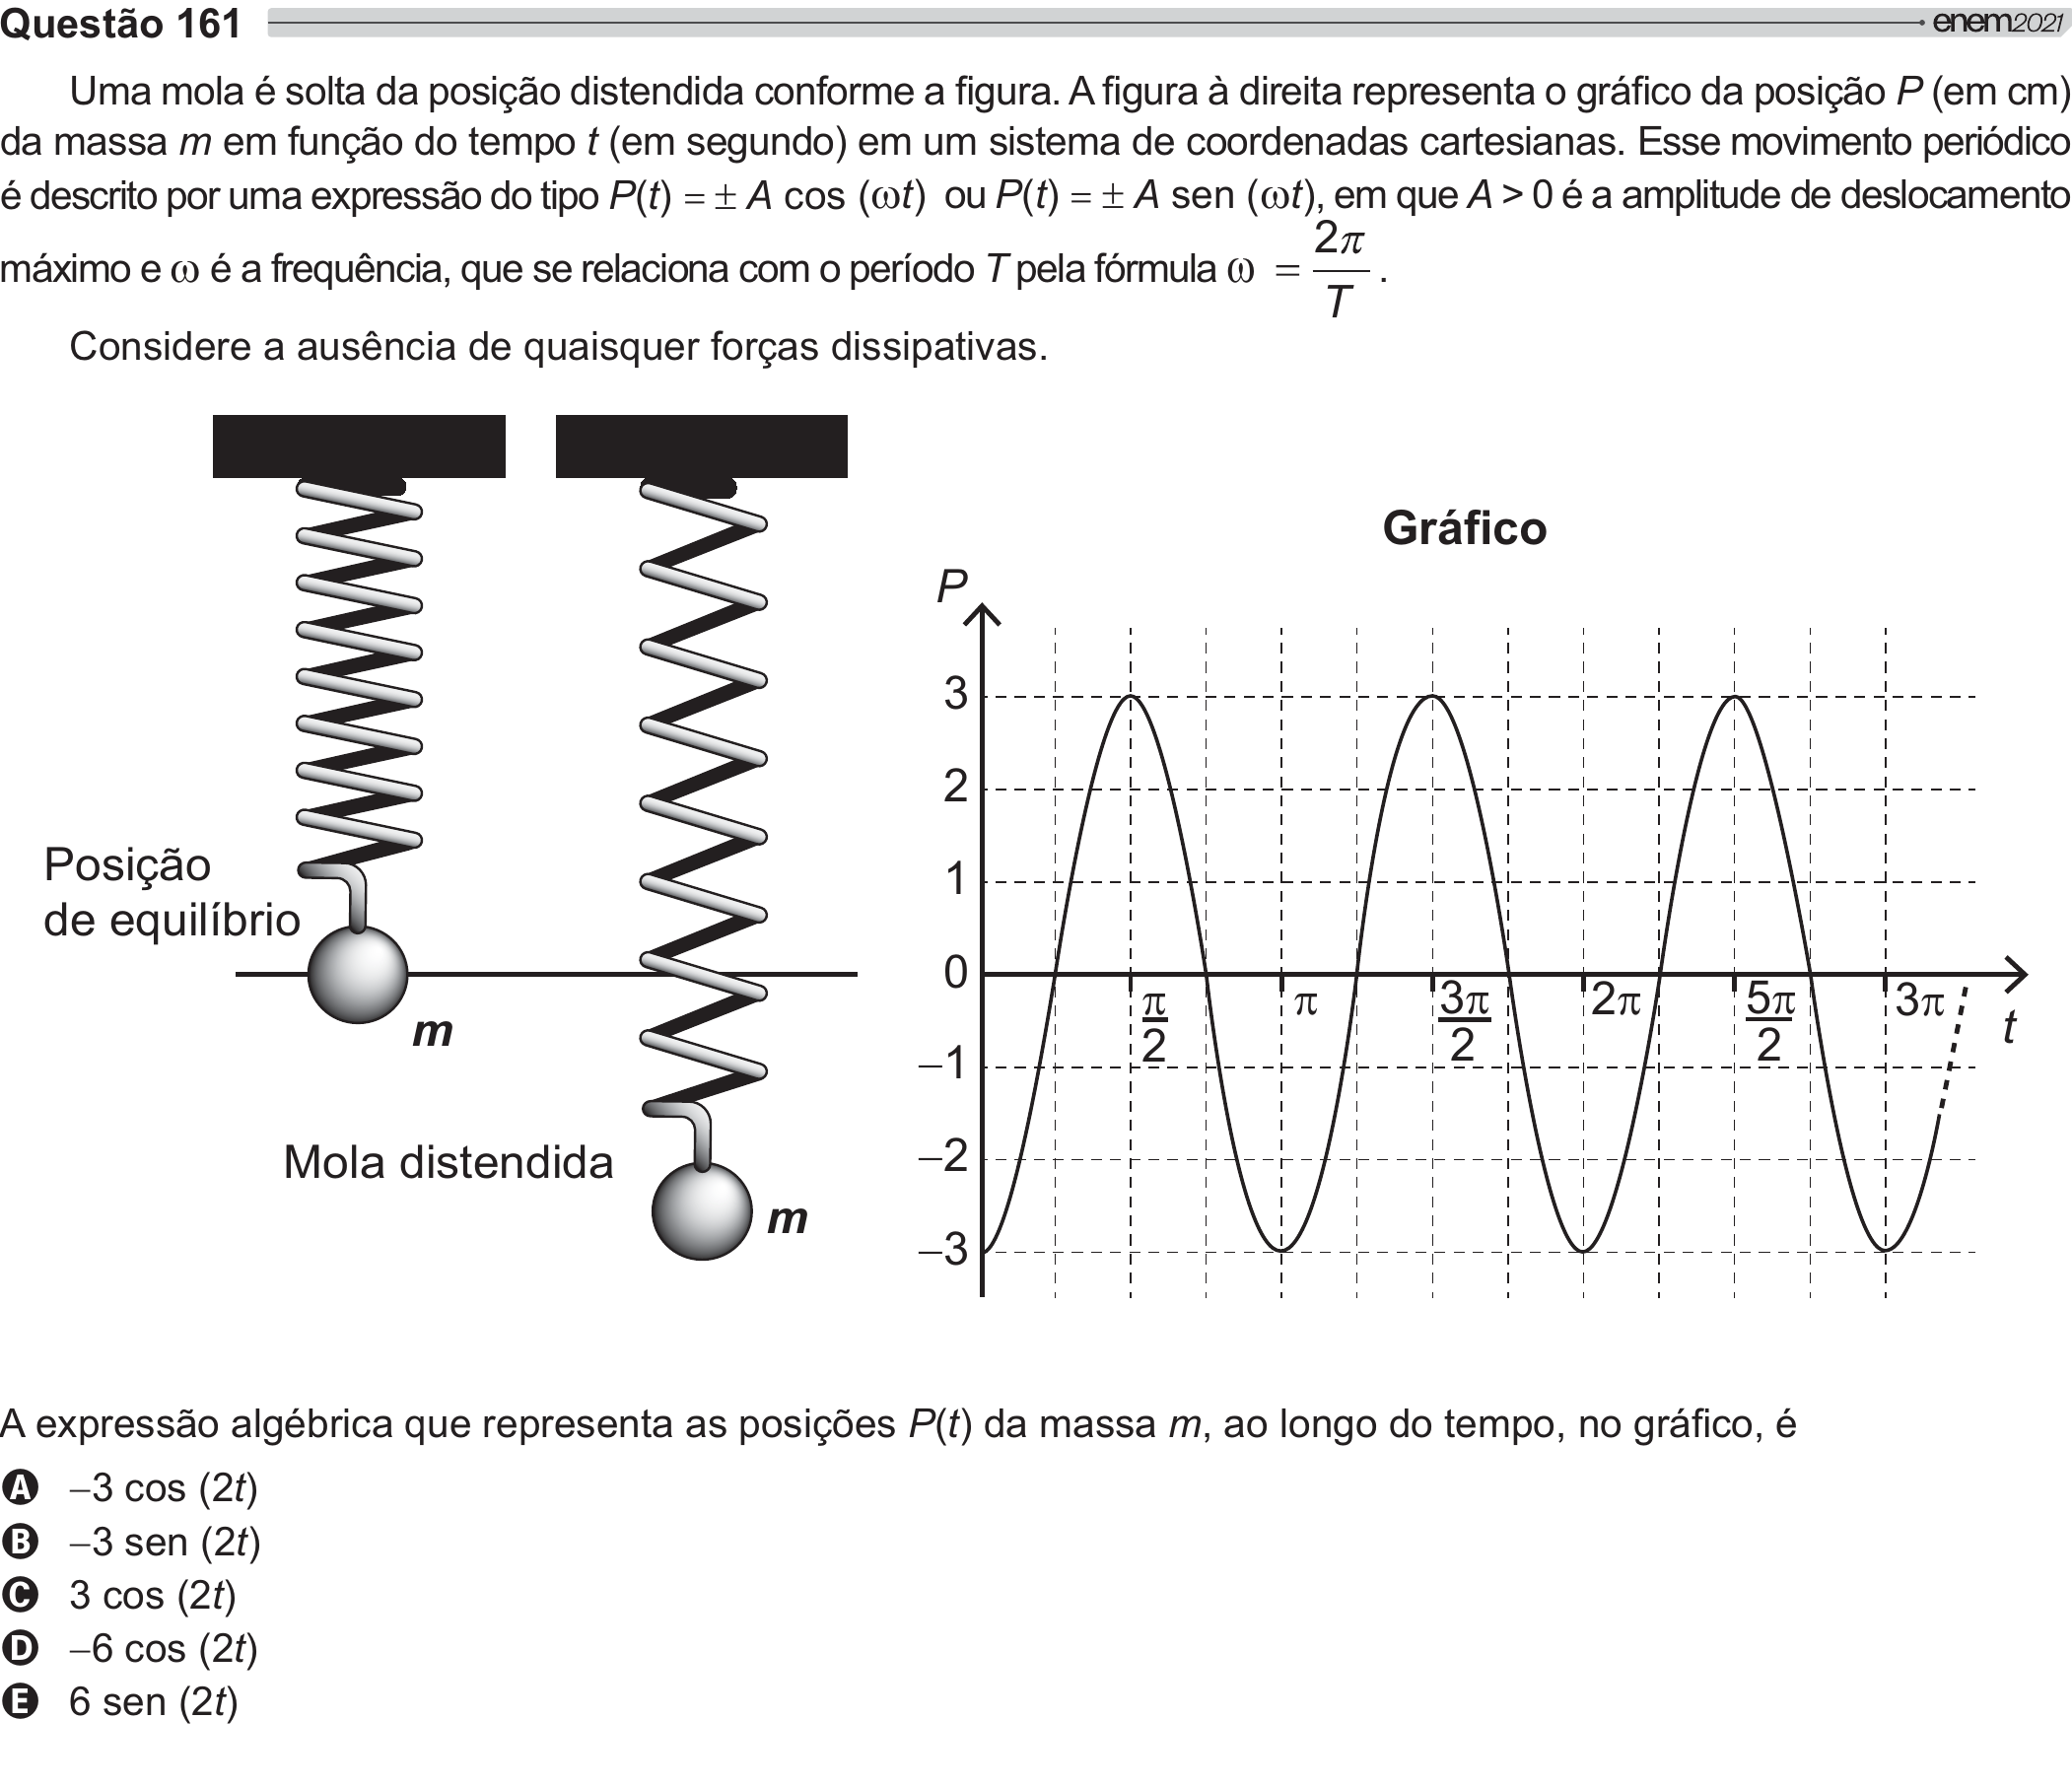 Questão 161 enem2021
Uma mola é solta da posição distendida conforme a figura. A figura à direita representa o gráfico da posição P (em cm)
da massa m em função do tempo t (em segundo) em um sistema de coordenadas cartesianas. Esse movimento periódico
é descrito por uma expressão do tipo P(t) = ± A cos (ωt) ou P(t) = ± A sen (ωt), em que A > 0 é a amplitude de deslocamento
máximo e ω é a frequência, que se relaciona com o período T pela fórmula ω = 2π/T.
Considere a ausência de quaisquer forças dissipativas.
Posição
de equilíbrio
m
Mola distendida
m
Gráfico
P
3
2
1
0
–1
–2
–3
π/2 π 3π/2 2π 5π/2 3π
t
A expressão algébrica que representa as posições P(t) da massa m, ao longo do tempo, no gráfico, é
A –3 cos (2t)
B –3 sen (2t)
C 3 cos (2t)
D –6 cos (2t)
E 6 sen (2t)